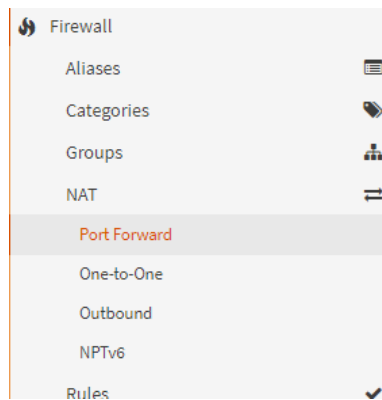 Firewall
Aliases
Categories
Groups
NAT
Port Forward
One-to-One
Outbound
NPTv6
Rules